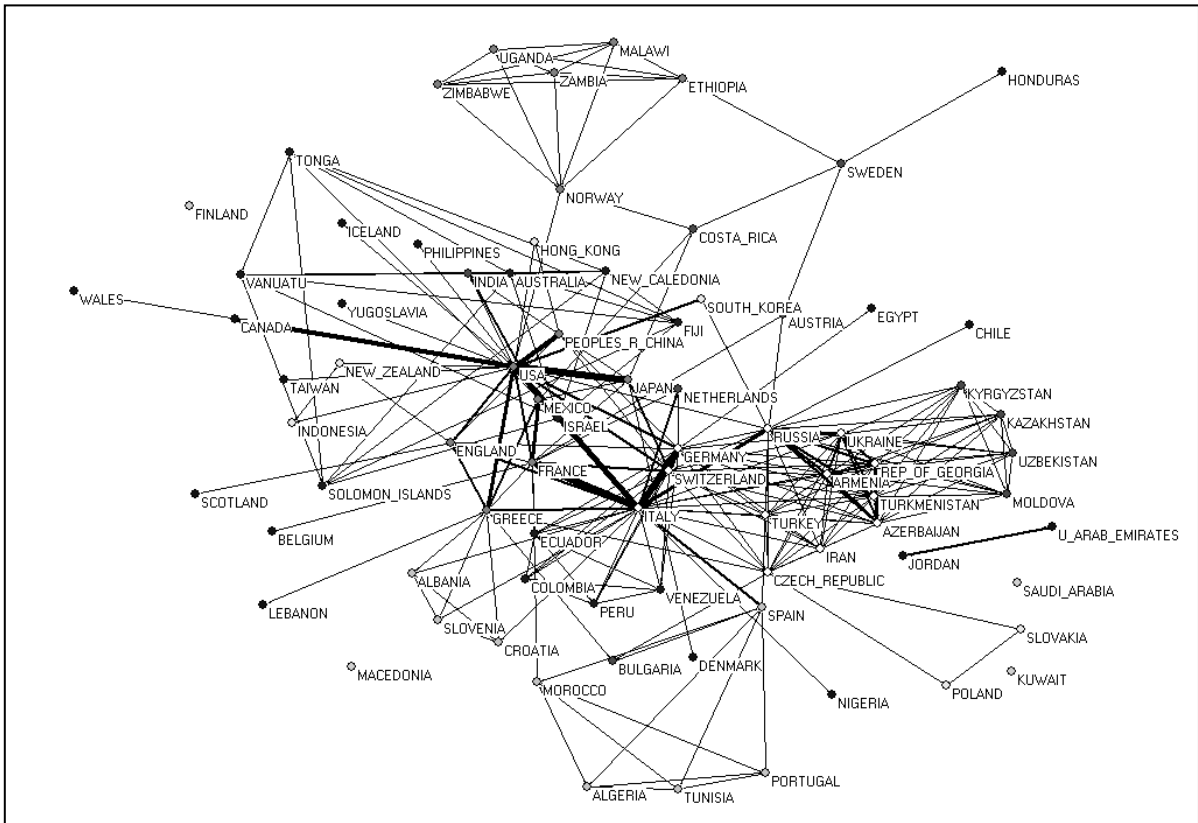 MALAWI
UGANDA
ZAMBIA
HONDURAS
ZIMBABWE
ETHIOPIA
TONGA
SWEDEN
NORWAY
FINLAND
ICELAND
COSTA_RICA
PHILIPPINES
HONG_KONG
VANUATU
INDIA
AUSTRALIA
NEW_CALEDONIA
WALES
YUGOSLAVIA
SOUTH_KOREA
CANADA
AUSTRIA
EGYPT
FIJI
CHILE
PEOPLES_R_CHINA
NEW_ZEALAND
USA
TAIWAN
JAPAN
NETHERLANDS
KYRGYZSTAN
MEXICO
ISRAEL
KAZAKHSTAN
INDONESIA
RUSSIA
UKRAINE
ENGLAND
GERMANY
UZBEKISTAN
FRANCE
REP_OF_GEORGIA
SWITZERLAND
ARMENIA
SCOTLAND
SOLOMON_ISLANDS
TURKMENISTAN
MOLDOVA
GREECE
ITALY
TURKEY
AZERBAIJAN
BELGIUM
ECUADOR
U_ARAB_EMIRATES
IRAN
JORDAN
ALBANIA
COLOMBIA
CZECH_REPUBLIC
SAUDI_ARABIA
VENEZUELA
LEBANON
PERU
SPAIN
SLOVENIA
SLOVAKIA
CROATIA
BULGARIA
DENMARK
MACEDONIA
KUWAIT
MOROCCO
POLAND
NIGERIA
PORTUGAL
ALGERIA
TUNISIA